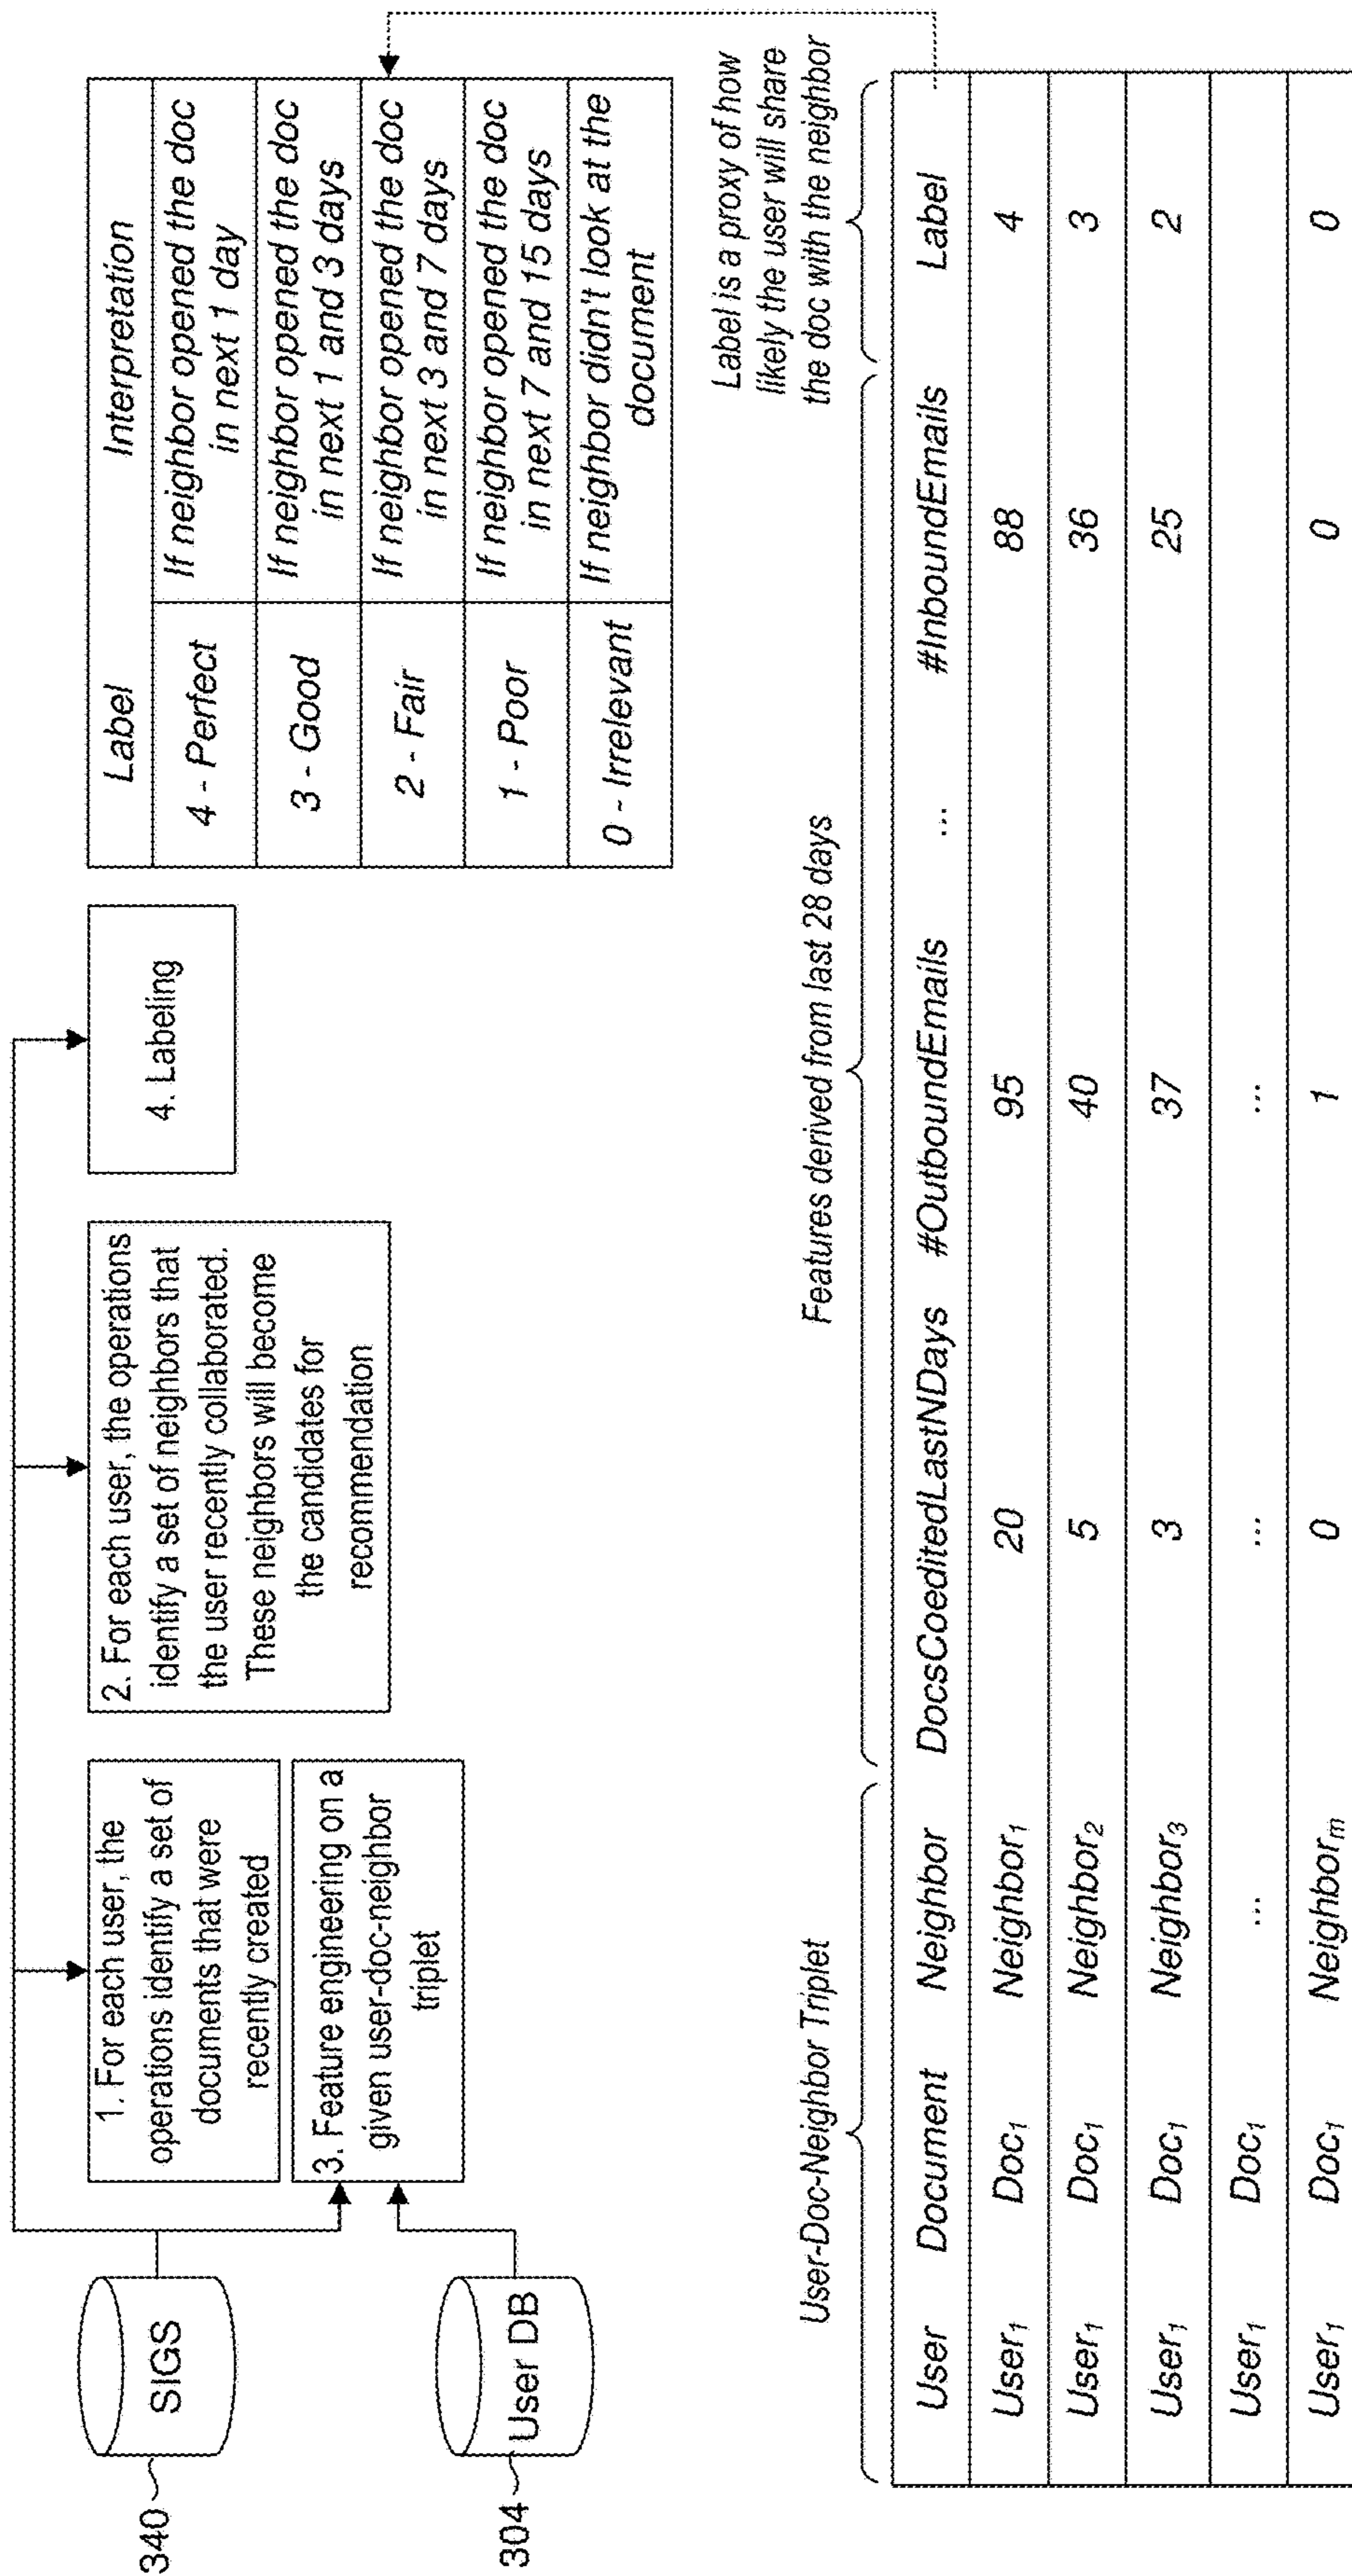 340
SIGS
304
User DB
1. For each user, the
operations identify a set of
documents that were
recently created
3. Feature engineering on a
given user-doc-neighbor
triplet
2. For each user, the operations
identify a set of neighbors that
the user recently collaborated.
These neighbors will become
the candidates for
recommendation
4. Labeling
Label Interpretation
4 - Perfect If neighbor opened the doc
in next 1 day
3 - Good If neighbor opened the doc
in next 1 and 3 days
2 - Fair If neighbor opened the doc
in next 3 and 7 days
1 - Poor If neighbor opened the doc
in next 7 and 15 days
0 - Irrelevant If neighbor didn't look at the
document
User-Doc-Neighbor Triplet
Features derived from last 28 days
Label is a proxy of how
likely the user will share
the doc with the neighbor
User Document Neighbor DocsCoeditedLastNDays #OutboundEmails ... #InboundEmails Label
User₁ Doc₁ Neighbor₁ 20 95 88 4
User₁ Doc₁ Neighbor₂ 5 40 36 3
User₁ Doc₁ Neighbor₃ 3 37 25 2
User₁ Doc₁ ... ... ...
User₁ Doc₁ Neighborₘ 0 1 0 0